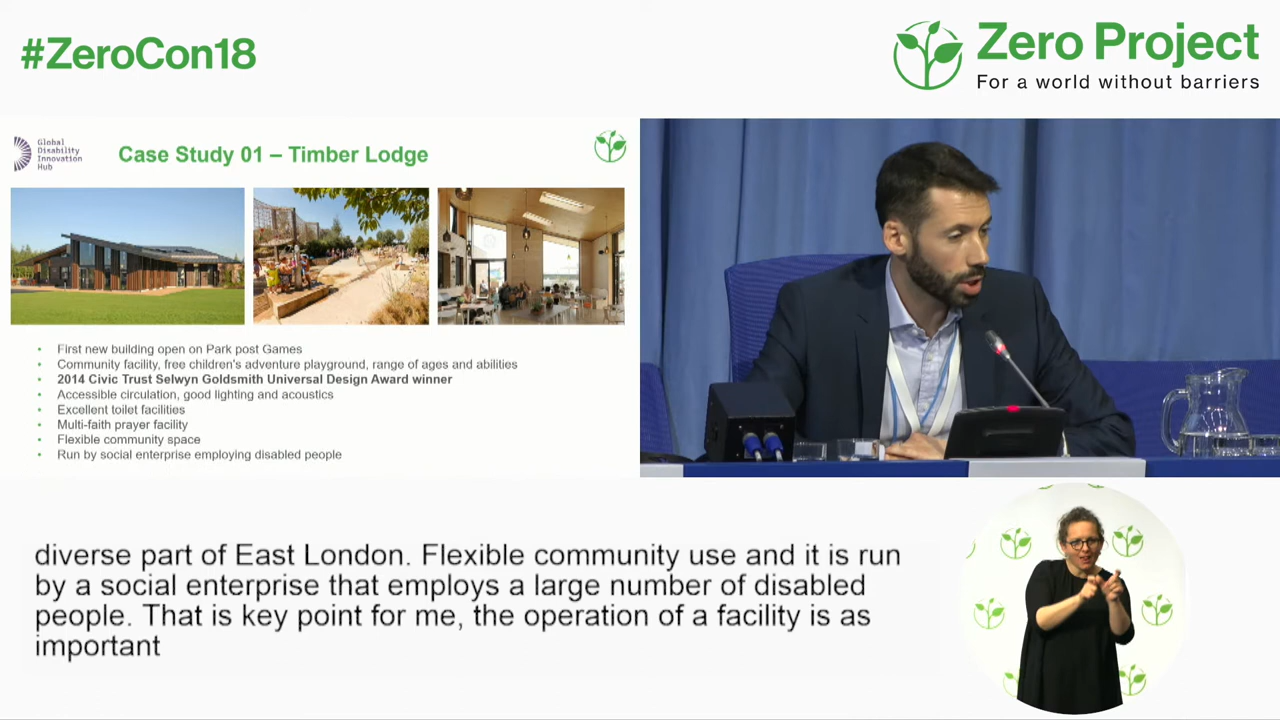 #ZeroCon18
Zero Project
For a world without barriers
Global
Disability
Innovation
Hub
Case Study 01 – Timber Lodge
• First new building open on Park post Games
• Community facility, free children's adventure playground, range of ages and abilities
• 2014 Civic Trust Selwyn Goldsmith Universal Design Award winner
• Accessible circulation, good lighting and acoustics
• Excellent toilet facilities
• Multi-faith prayer facility
• Flexible community space
• Run by social enterprise employing disabled people
diverse part of East London. Flexible community use and it is run
by a social enterprise that employs a large number of disabled
people. That is key point for me, the operation of a facility is as
important